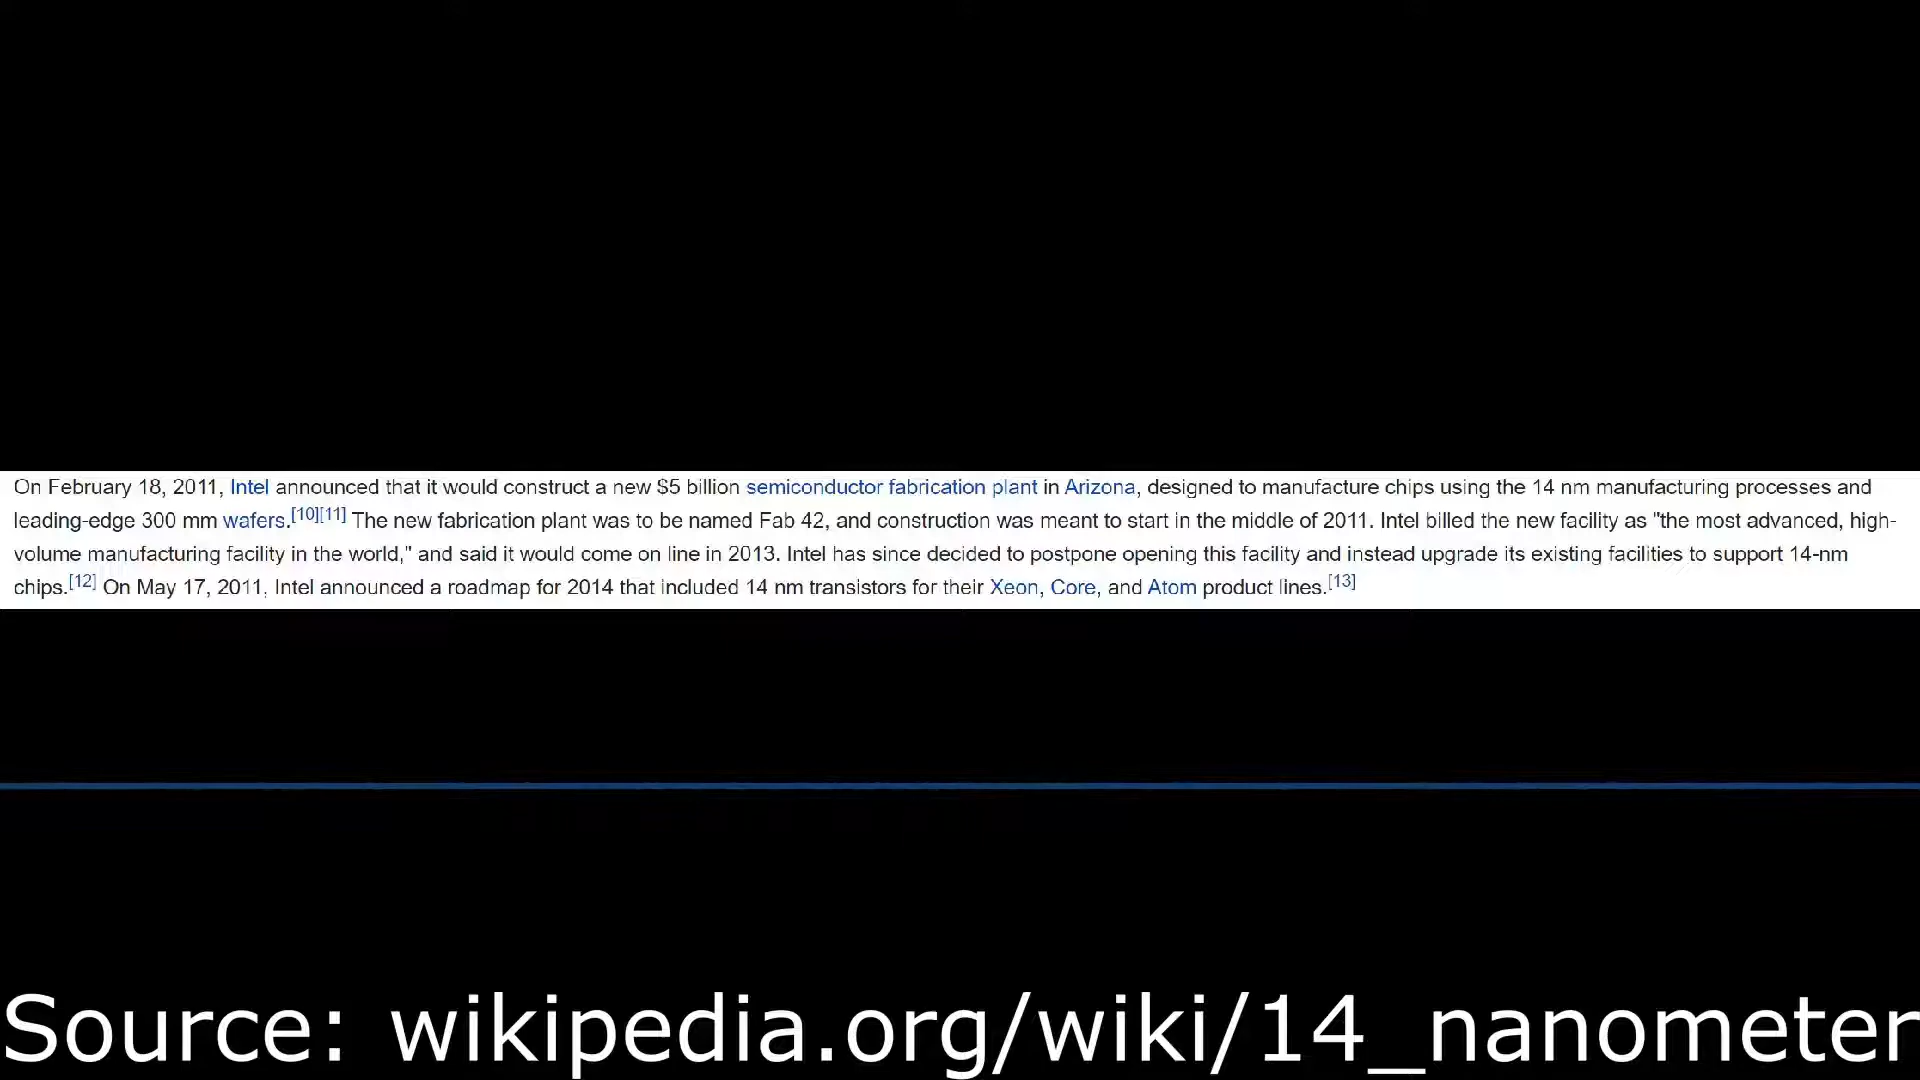 On February 18, 2011, Intel announced that it would construct a new $5 billion semiconductor fabrication plant in Arizona, designed to manufacture chips using the 14 nm manufacturing processes and
leading-edge 300 mm wafers.[10][11] The new fabrication plant was to be named Fab 42, and construction was meant to start in the middle of 2011. Intel billed the new facility as "the most advanced, high-
volume manufacturing facility in the world," and said it would come on line in 2013. Intel has since decided to postpone opening this facility and instead upgrade its existing facilities to support 14-nm
chips.[12] On May 17, 2011, Intel announced a roadmap for 2014 that included 14 nm transistors for their Xeon, Core, and Atom product lines.[13]
Source: wikipedia.org/wiki/14_nanometer